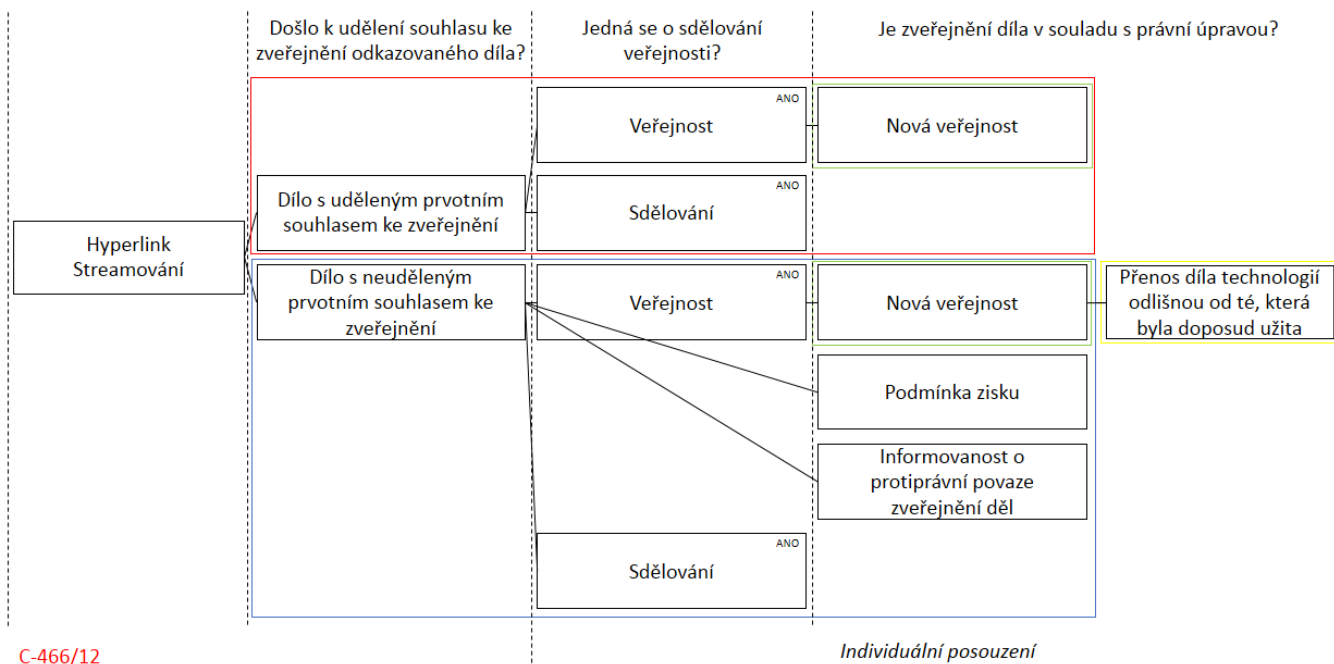 Došlo k udělení souhlasu ke
zveřejnění odkazovaného díla?
Jedná se o sdělování
veřejnosti?
Je zveřejnění díla v souladu s právní úpravou?
ANO
Veřejnost
Nová veřejnost
Dílo s uděleným prvotním
souhlasem ke zveřejnění
ANO
Sdělování
Hyperlink
Streamování
Dílo s neuděleným
prvotním souhlasem ke
zveřejnění
ANO
Veřejnost
Nová veřejnost
Přenos díla technologií
odlišnou od té, která
byla doposud užita
Podmínka zisku
Informovanost o
protiprávní povaze
zveřejnění děl
ANO
Sdělování
C-466/12
Individuální posouzení